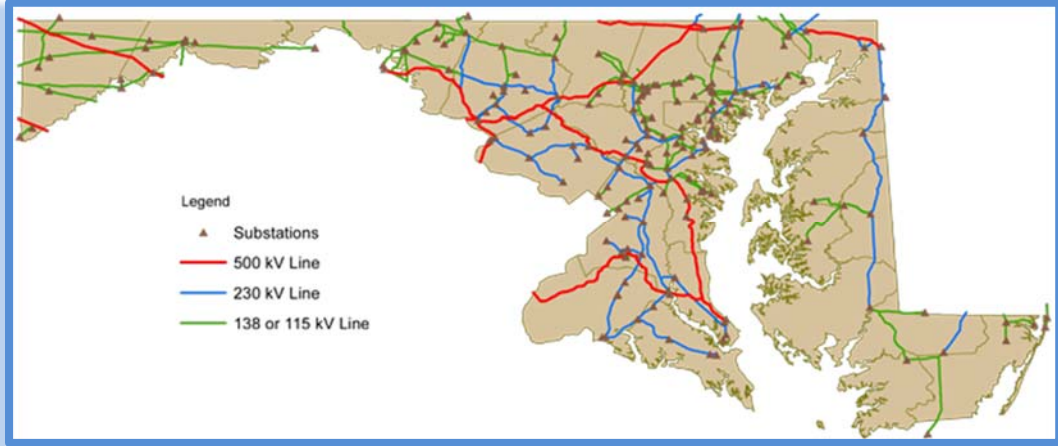 Legend
Substations
500 kV Line
230 kV Line
138 or 115 kV Line